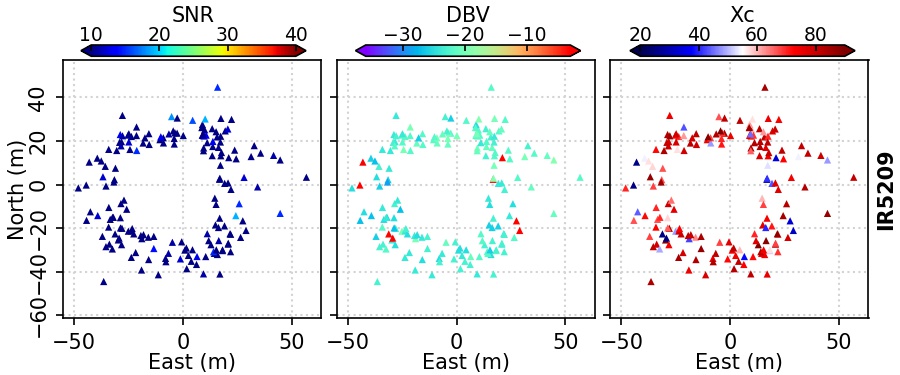 SNR DBV Xc
10 20 30 40 −30 −20 −10 20 40 60 80
40
20
0
−20
−40
−60
North (m)
−50 0 50 −50 0 50 −50 0 50
East (m) East (m) East (m)
IR5209